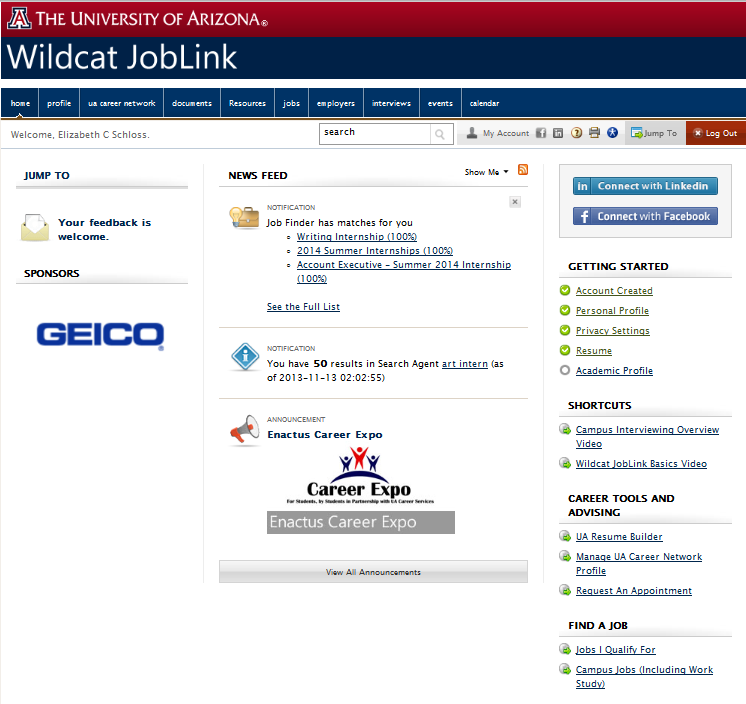 THE UNIVERSITY OF ARIZONA®
Wildcat JobLink
home profile ua career network documents Resources jobs employers interviews events calendar
Welcome, Elizabeth C Schloss.
search
My Account
Jump To
Log Out
JUMP TO
Your feedback is
welcome.
SPONSORS
GEICO
NEWS FEED
Show Me
NOTIFICATION
Job Finder has matches for you
Writing Internship (100%)
2014 Summer Internships (100%)
Account Executive - Summer 2014 Internship
(100%)
See the Full List
NOTIFICATION
You have 50 results in Search Agent art intern (as
of 2013-11-13 02:02:55)
ANNOUNCEMENT
Enactus Career Expo
Career Expo
For Students, by Students in Partnership with UA Career Services
Enactus Career Expo
View All Announcements
in Connect with Linkedin
f Connect with Facebook
GETTING STARTED
Account Created
Personal Profile
Privacy Settings
Resume
Academic Profile
SHORTCUTS
Campus Interviewing Overview
Video
Wildcat JobLink Basics Video
CAREER TOOLS AND
ADVISING
UA Resume Builder
Manage UA Career Network
Profile
Request An Appointment
FIND A JOB
Jobs I Qualify For
Campus Jobs (Including Work
Study)